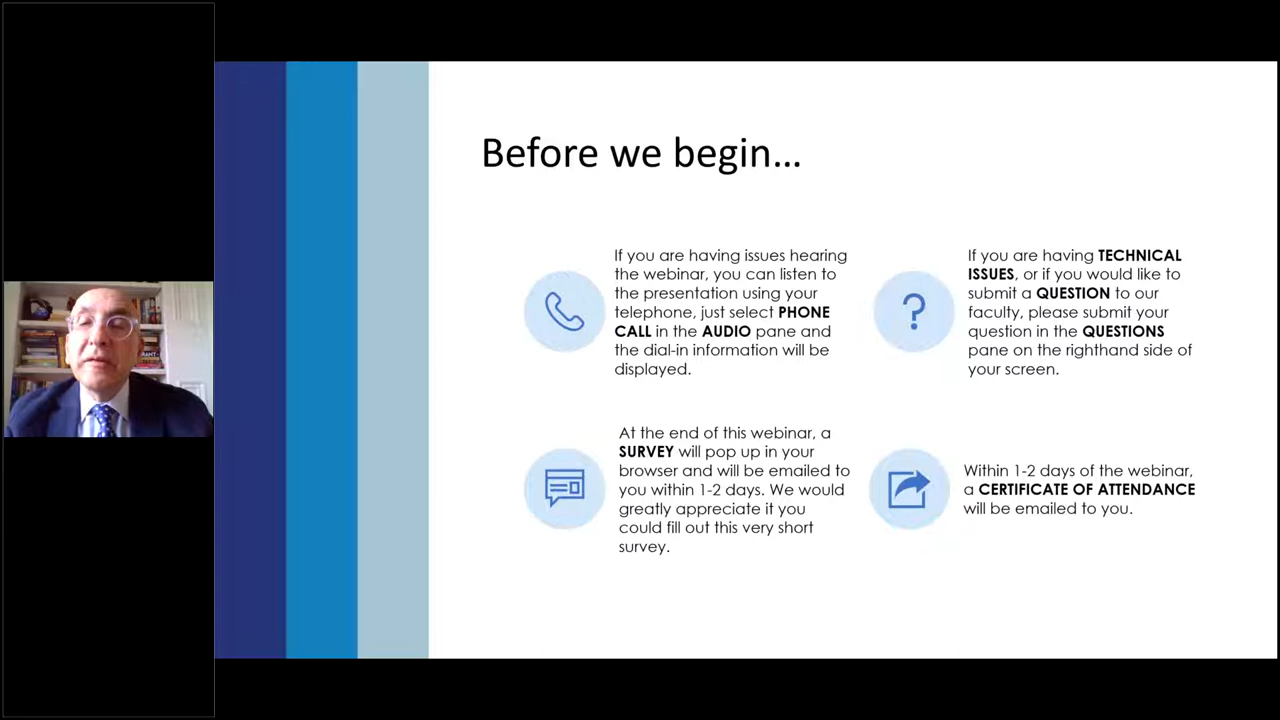 Before we begin...
If you are having issues hearing
the webinar, you can listen to
the presentation using your
telephone, just select PHONE
CALL in the AUDIO pane and
the dial-in information will be
displayed.
If you are having TECHNICAL
ISSUES, or if you would like to
submit a QUESTION to our
faculty, please submit your
question in the QUESTIONS
pane on the righthand side of
your screen.
At the end of this webinar, a
SURVEY will pop up in your
browser and will be emailed to
you within 1-2 days. We would
greatly appreciate it you
could fill out this very short
survey.
Within 1-2 days of the webinar,
a CERTIFICATE OF ATTENDANCE
will be emailed to you.